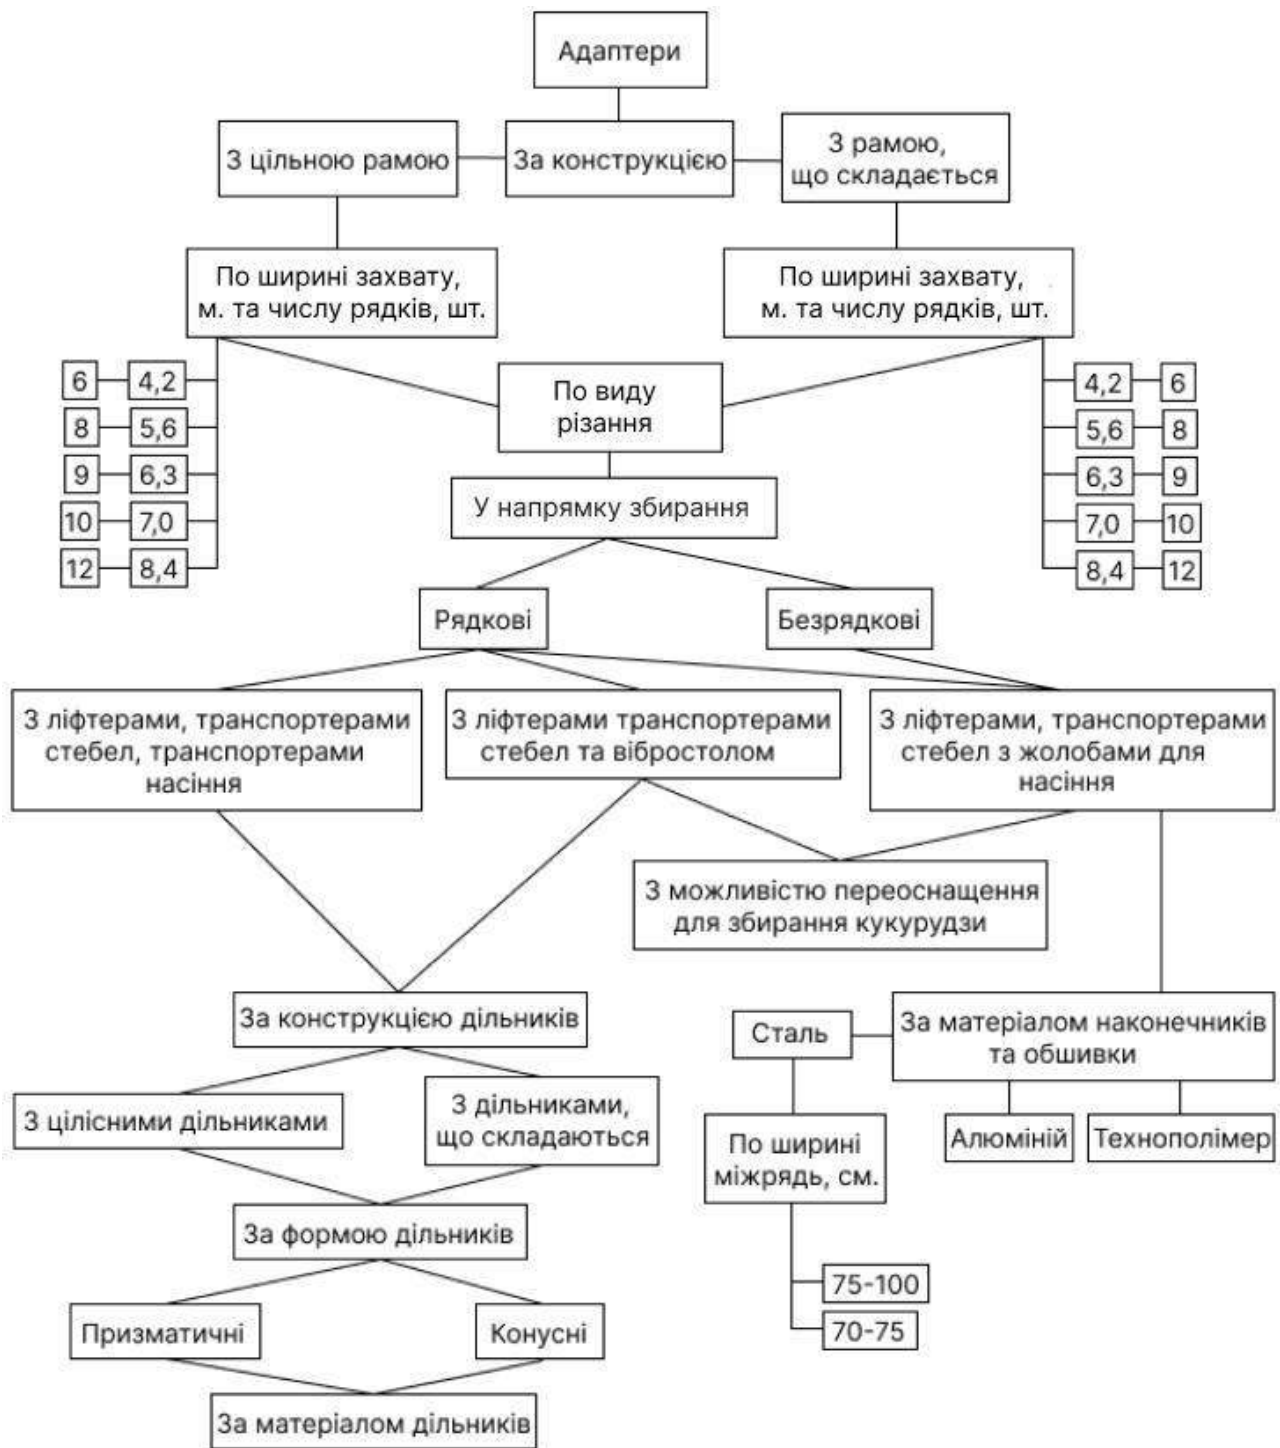 Адаптери
З цільною рамою
За конструкцією
З рамою,
що складається
По ширині захвату,
м. та числу рядків, шт.
По ширині захвату,
м. та числу рядків, шт.
6
4,2
8
5,6
9
6,3
10
7,0
12
8,4
По виду
різання
4,2
6
5,6
8
6,3
9
7,0
10
8,4
12
У напрямку збирання
Рядкові
Безрядкові
З ліфтерами, транспортерами
стебел, транспортерами
насіння
З ліфтерами транспортерами
стебел та вібростолом
З ліфтерами, транспортерами
стебел з жолобами для
насіння
З можливістю переоснащення
для збирання кукурудзи
За конструкцією дільників
Сталь
За матеріалом наконечників
та обшивки
З цілісними дільниками
З дільниками,
що складаються
По ширині
міжрядь, см.
Алюміній
Технополімер
За формою дільників
75-100
70-75
Призматичні
Конусні
За матеріалом дільників